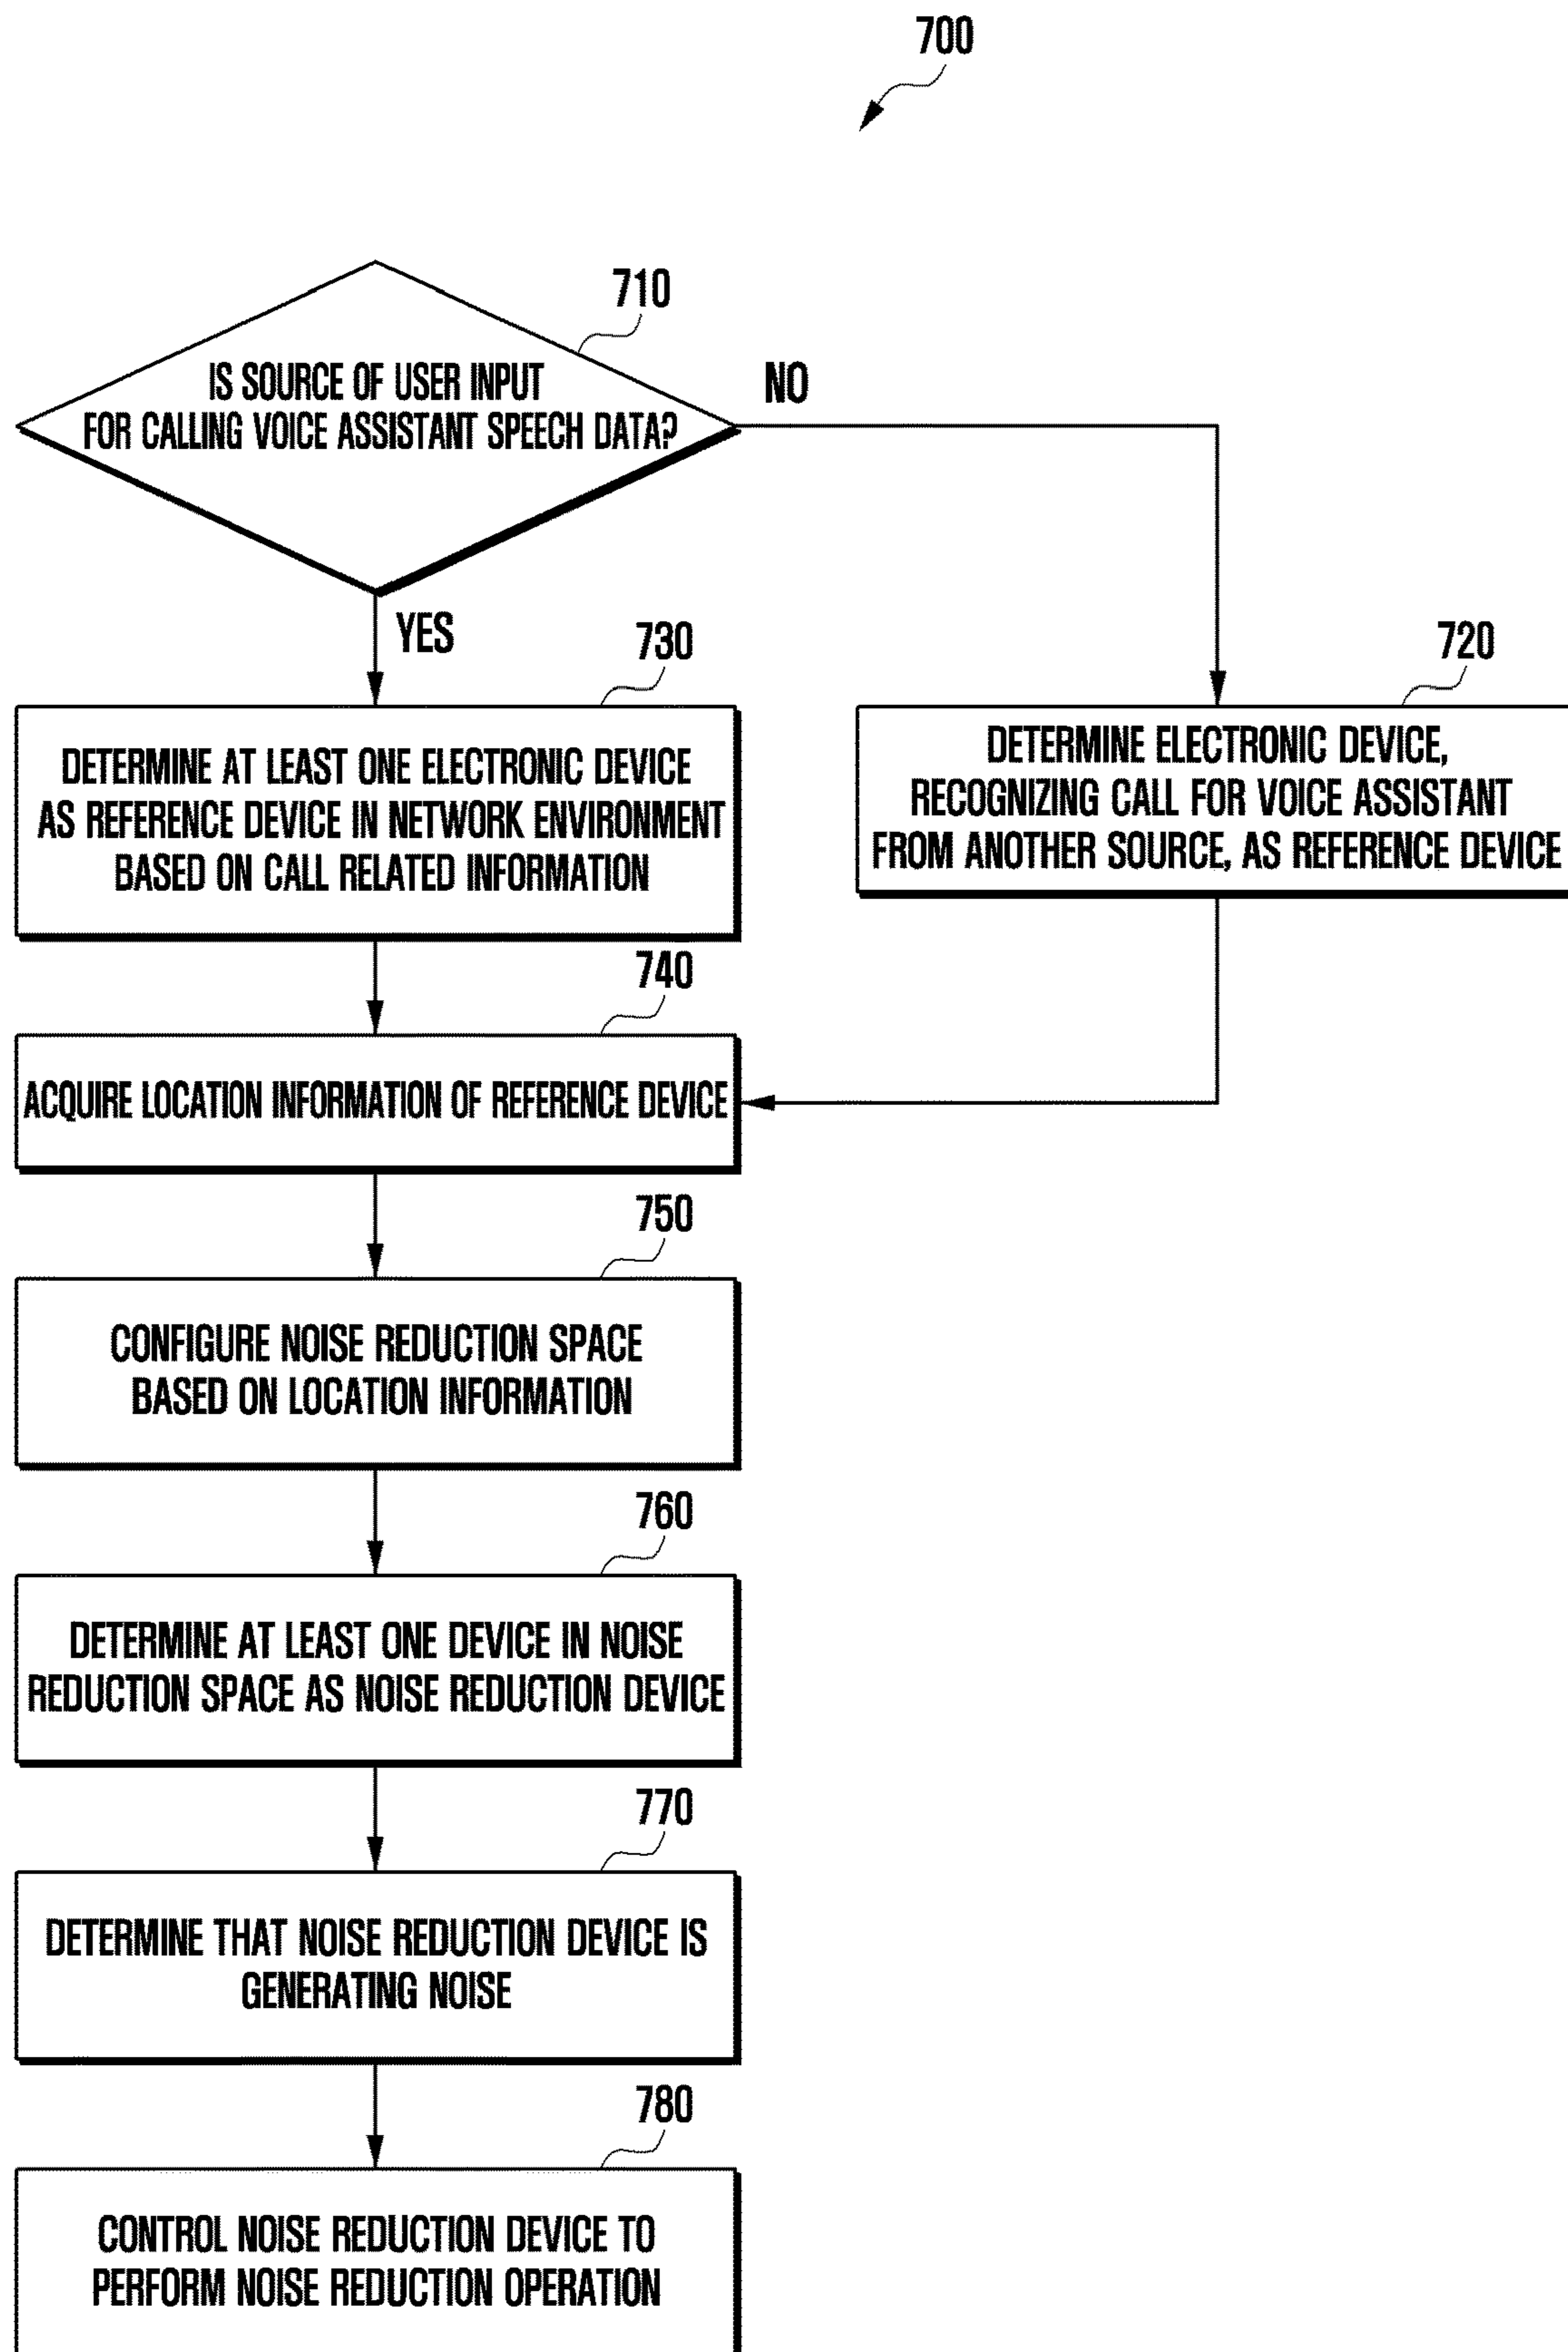 700
710
IS SOURCE OF USER INPUT
FOR CALLING VOICE ASSISTANT SPEECH DATA?
NO
YES
730
DETERMINE AT LEAST ONE ELECTRONIC DEVICE
AS REFERENCE DEVICE IN NETWORK ENVIRONMENT
BASED ON CALL RELATED INFORMATION
720
DETERMINE ELECTRONIC DEVICE,
RECOGNIZING CALL FOR VOICE ASSISTANT
FROM ANOTHER SOURCE, AS REFERENCE DEVICE
740
ACQUIRE LOCATION INFORMATION OF REFERENCE DEVICE
750
CONFIGURE NOISE REDUCTION SPACE
BASED ON LOCATION INFORMATION
760
DETERMINE AT LEAST ONE DEVICE IN NOISE
REDUCTION SPACE AS NOISE REDUCTION DEVICE
770
DETERMINE THAT NOISE REDUCTION DEVICE IS
GENERATING NOISE
780
CONTROL NOISE REDUCTION DEVICE TO
PERFORM NOISE REDUCTION OPERATION